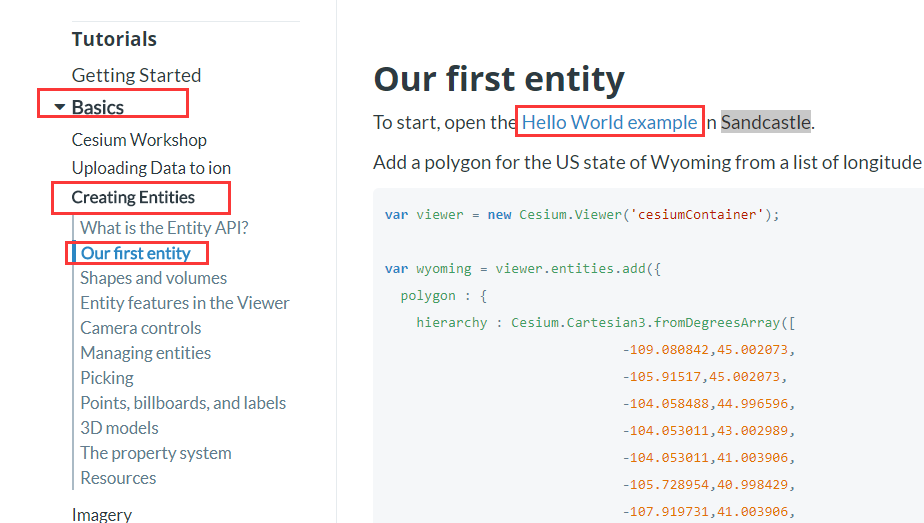 Tutorials
Getting Started
Basics
Cesium Workshop
Uploading Data to ion
Creating Entities
What is the Entity API?
Our first entity
Shapes and volumes
Entity features in the Viewer
Camera controls
Managing entities
Picking
Points, billboards, and labels
3D models
The property system
Resources
Imagery
Our first entity
To start, open the Hello World example in Sandcastle.
Add a polygon for the US state of Wyoming from a list of longitude
var viewer = new Cesium.Viewer('cesiumContainer');
var wyoming = viewer.entities.add({
polygon : {
hierarchy : Cesium.Cartesian3.fromDegreesArray([
-109.080842,45.002073,
-105.91517,45.002073,
-104.058488,44.996596,
-104.053011,43.002989,
-104.053011,41.003906,
-105.728954,40.998429,
-107.919731,41.003906,